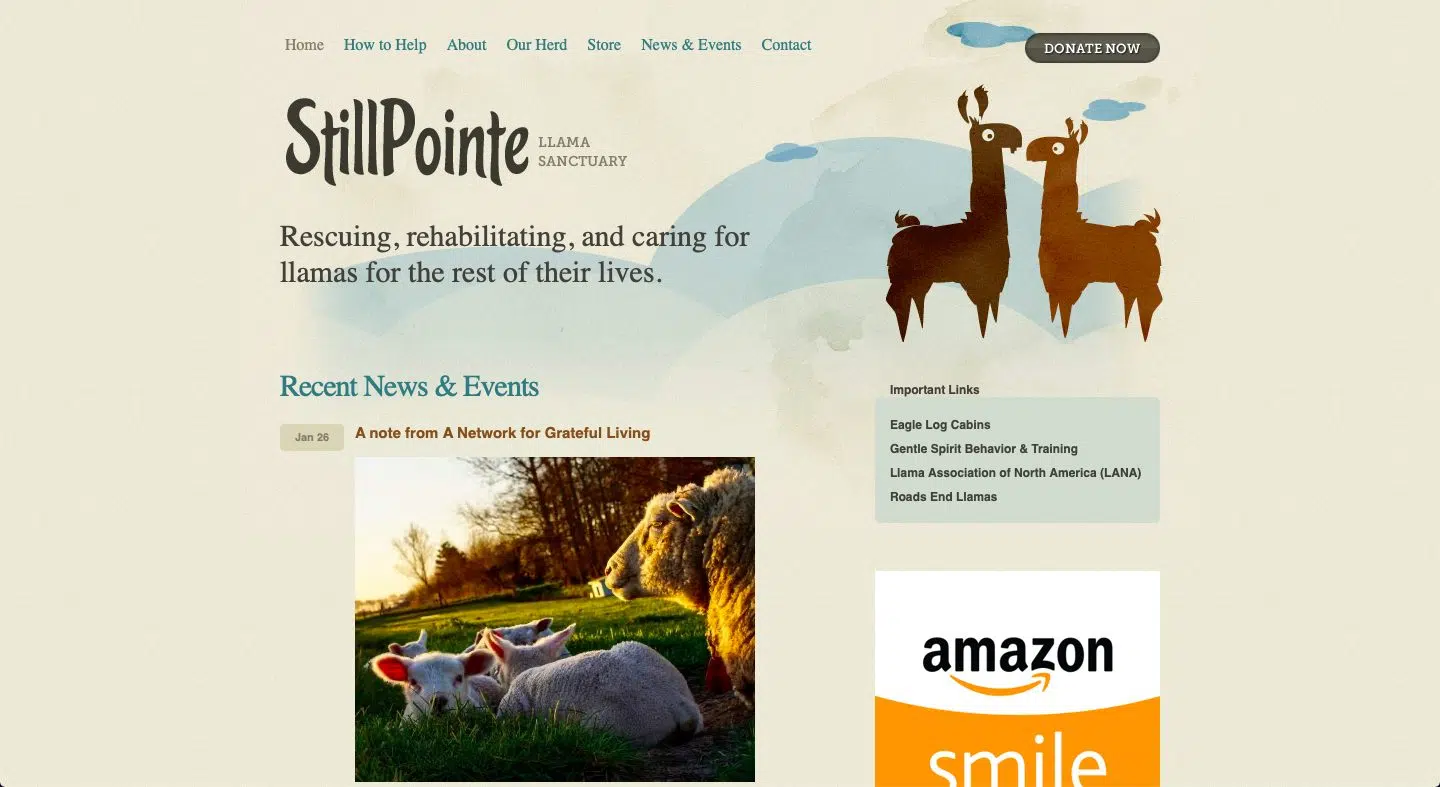 Home How to Help About Our Herd Store News & Events Contact
DONATE NOW
StillPointe
LLAMA
SANCTUARY
Rescuing, rehabilitating, and caring for
llamas for the rest of their lives.
Recent News & Events
Jan 26
A note from A Network for Grateful Living
Important Links
Eagle Log Cabins
Gentle Spirit Behavior & Training
Llama Association of North America (LANA)
Roads End Llamas
amazon
smile